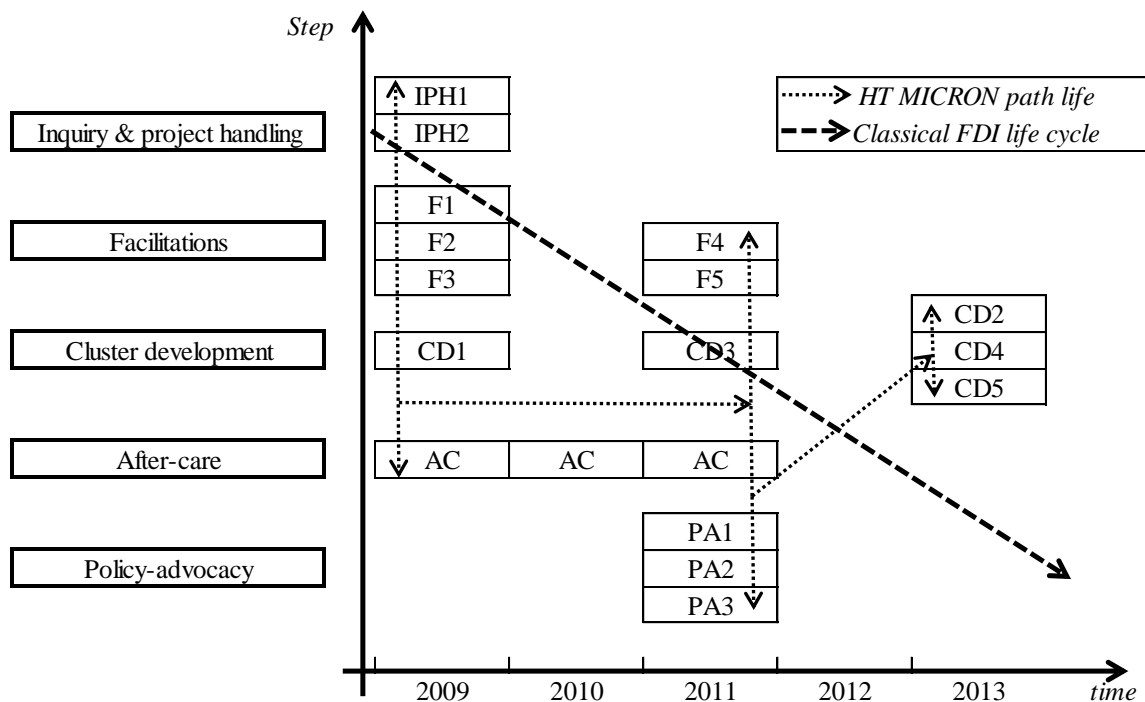 Step
IPH1
HT MICRON path life
Inquiry & project handling
IPH2
Classical FDI life cycle
F1
Facilitations
F2
F4
F3
F5
CD2
Cluster development
CD1
CD3
CD4
CD5
After-care
AC
AC
AC
PA1
Policy-advocacy
PA2
PA3
2009
2010
2011
2012
2013
time